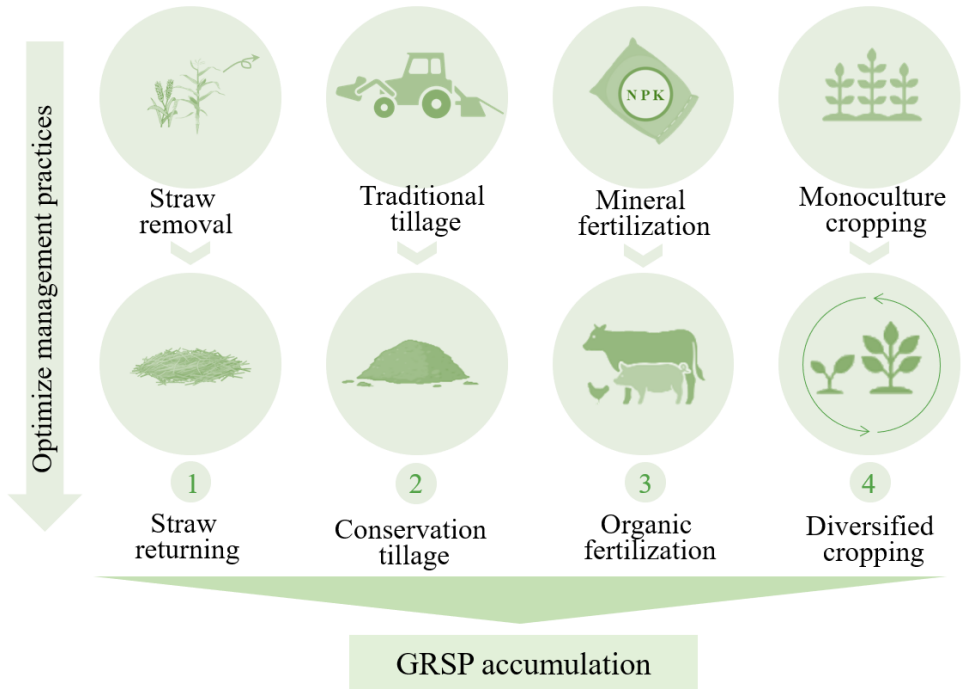 Optimize management practices
N P K
Straw
removal
Traditional
tillage
Mineral
fertilization
Monoculture
cropping
1
2
3
4
Straw
returning
Conservation
tillage
Organic
fertilization
Diversified
cropping
GRSP accumulation